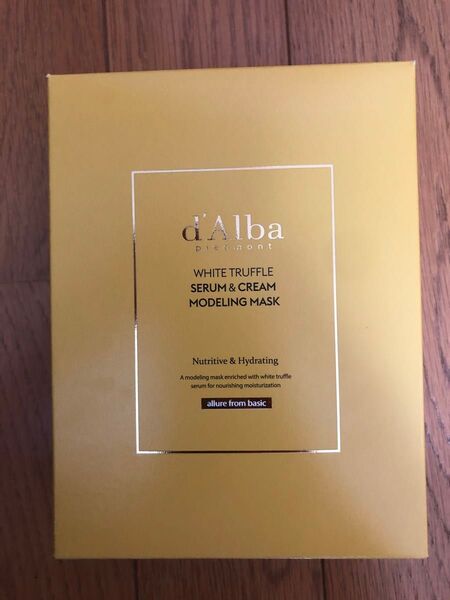 d'Alba
piedmont
WHITE TRUFFLE
SERUM & CREAM
MODELING MASK
Nutritive & Hydrating
A modeling mask enriched with white truffle
serum for nourishing moisturization
allure from basic